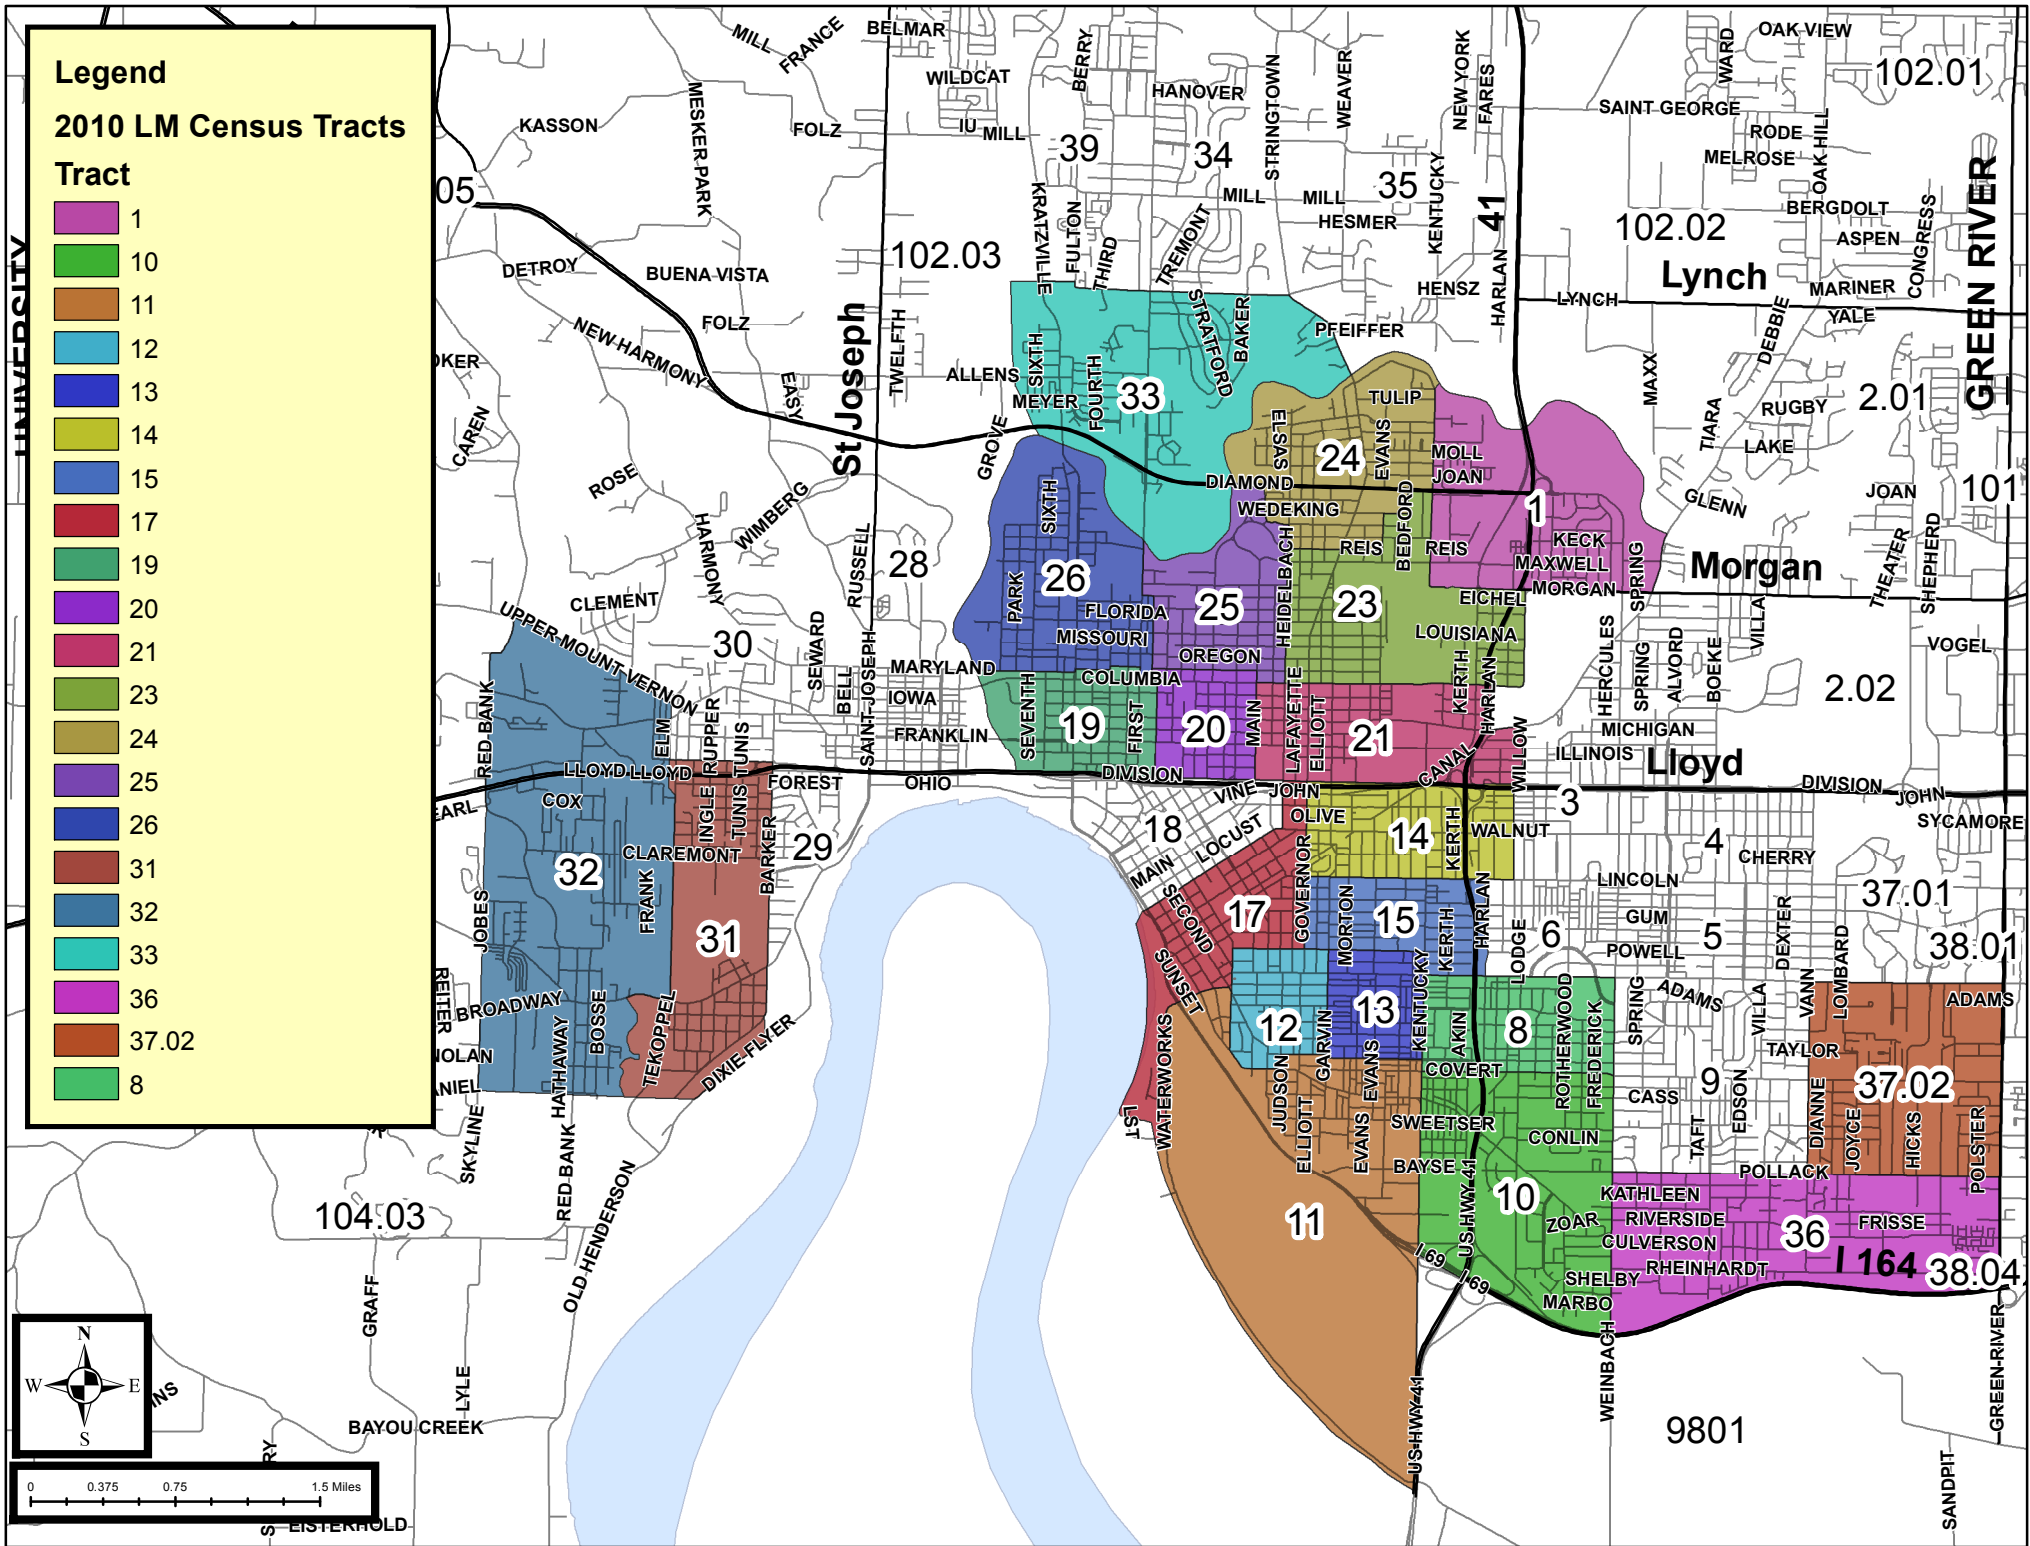 Legend
2010 LM Census Tracts
Tract
1
10
11
12
13
14
15
17
19
20
21
23
24
25
26
31
32
33
36
37.02
8
MILL
FRANCE
BELMAR
WILDCAT
BERRY
HANOVER
STRINGTOWN
WEAVER
NEW YORK
FARES
WARD
OAK VIEW
102.01
SAINT GEORGE
KASSON
MESKER PARK
FOLZ
IU
MILL
39
34
35
RODE
MELROSE
OAK HILL
05
KRATZVILLE
FULTON
THIRD
TREMONT
MILL
MILL
HESMER
KENTUCKY
41
HARLAN
102.02
BERGDOLT
ASPEN
CONGRESS
GREEN RIVER
UNIVERSITY
DETROY
BUENA VISTA
102.03
HENSZ
LYNCH
Lynch
MARINER
YALE
DEBBIE
FOLZ
NEW HARMONY
St Joseph
TWELFTH
STRATFORD
BAKER
PFEIFFER
OKER
EASY
ALLENS
SIXTH
MEYER
FOURTH
33
TULIP
MAXX
RUGBY
2.01
CAREN
GROVE
ELSAS
24
EVANS
MOLL
JOAN
TIARA
LAKE
ROSE
WIMBERG
SIXTH
DIAMOND
WEDEKING
BEDFORD
1
GLENN
JOAN
101
HARMONY
RUSSELL
28
REIS
REIS
KECK
MAXWELL
MORGAN
SPRING
Morgan
THEATER
SHEPHERD
26
PARK
FLORIDA
MISSOURI
25
HEIDELBACH
23
EICHEL
CLEMENT
UPPER MOUNT VERNON
30
SEWARD
BELL
SAINT JOSEPH
MARYLAND
IOWA
OREGON
LOUISIANA
HERCULES
SPRING
ALVORD
BOEKE
VILLA
VOGEL
RED BANK
ELM
RUPPER
TUNIS
FRANKLIN
SEVENTH
COLUMBIA
19
FIRST
20
MAIN
LAFAYETTE
ELLIOTT
21
KERTH
HARLAN
CANAL
WILLOW
2.02
MICHIGAN
ILLINOIS
Lloyd
LLOYD LLOYD
FOREST
OHIO
DIVISION
VINE
JOHN
DIVISION
JOHN
EARL
COX
INGLE
TUNIS
BARKER
29
18
LOCUST
MAIN
OLIVE
14
KERTH
WALNUT
3
4
SYCAMORE
CHERRY
32
CLAREMONT
FRANK
31
SECOND
17
GOVERNOR
MORTON
15
KERTH
HARLAN
LODGE
6
LINCOLN
GUM
POWELL
5
DEXTER
37.01
38.01
JOBES
SUNSET
REITER
BROADWAY
BOSSE
TEKOPPEL
DIXIE FLYER
WATERWORKS
12
GARVIN
13
KENTUCKY
AKIN
8
ROTHERWOOD
FREDERICK
SPRING
ADAMS
VILLA
VANN
LOMBARD
ADAMS
NOLAN
ANIEL
HATHAWAY
JUDSON
EVANS
COVERT
TAYLOR
9
EDSON
CASS
TAFT
37.02
DIANNE
JOYCE
HICKS
POLSTER
SKYLINE
RED BANK
LST
ELLIOTT
EVANS
SWEETSER
BAYSE
CONLIN
POLLACK
104.03
OLD HENDERSON
11
US HWY 41
10
ZOAR
KATHLEEN
RIVERSIDE
CULVERSON
RHEINHARDT
36
FRISSE
I 164
38.04
I 69
I 69
SHELBY
MARBO
GRAFF
LYLE
WEINBACH
US HWY 41
GREEN RIVER
9801
SANDPIT
BAYOU CREEK
INS
RY
S
EISTERHOLD
N
W
E
S
0 0.375 0.75 1.5 Miles